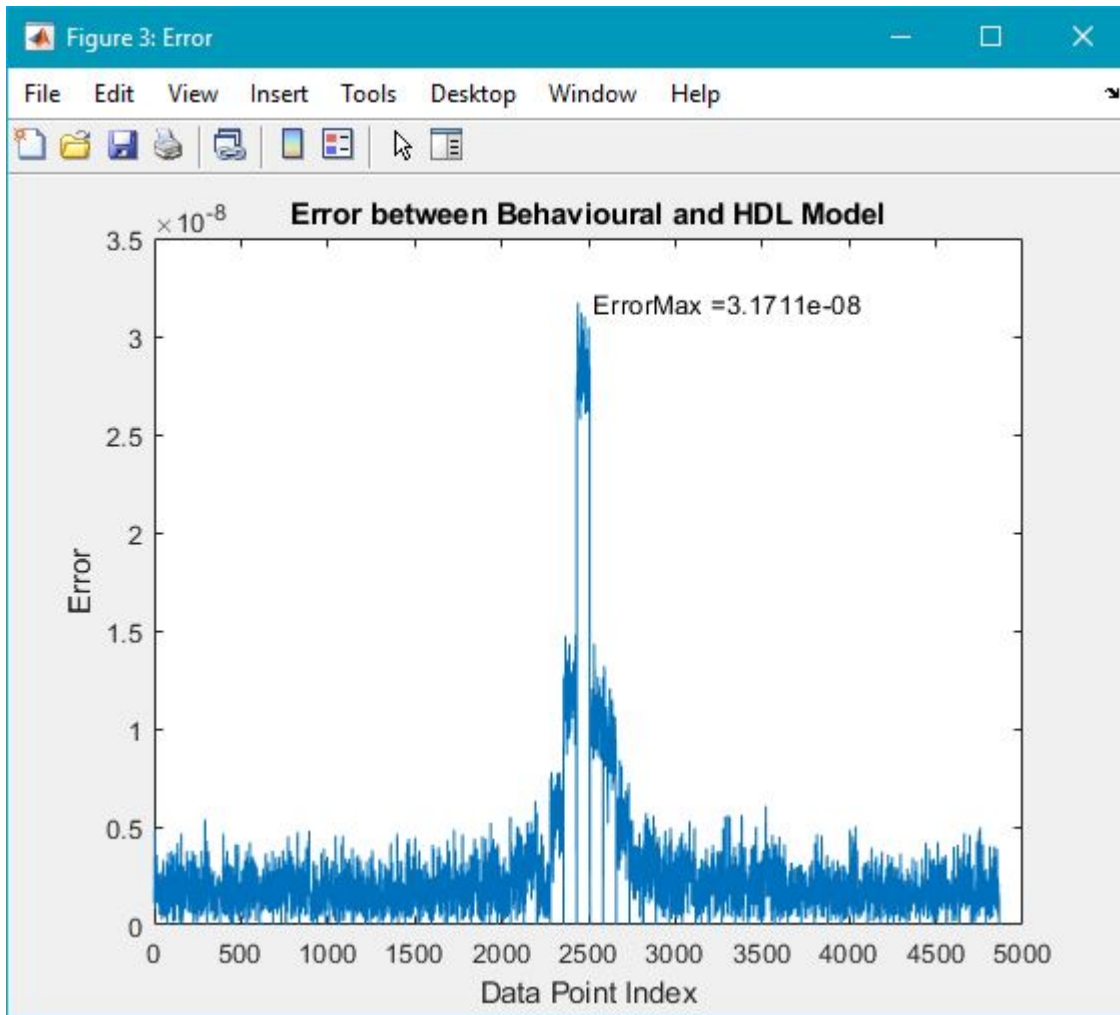 Figure 3: Error
File Edit View Insert Tools Desktop Window Help
×10-8
Error between Behavioural and HDL Model
3.5
ErrorMax =3.1711e-08
3
2.5
2
Error
1.5
1
0.5
0
0 500 1000 1500 2000 2500 3000 3500 4000 4500 5000
Data Point Index